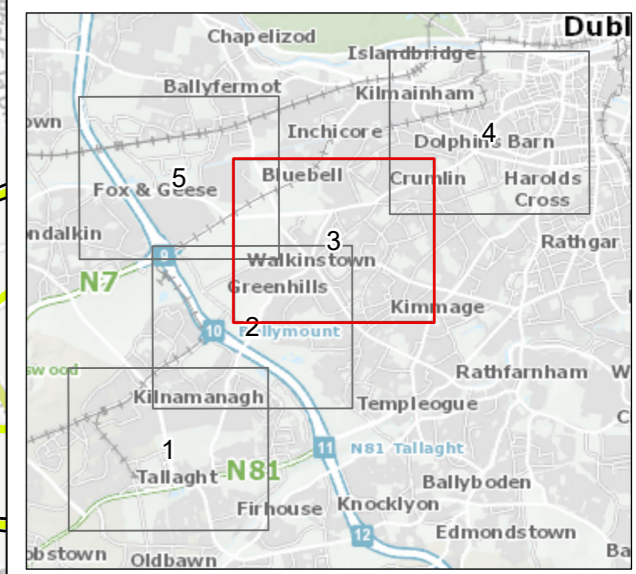 Dubl
Chapelizod
Islandbridge
Ballyfermot
Kilmainham
own
Inchicore
4
Dolphins Barn
5
Bluebell
Crumlin
Harolds
Cross
Fox & Geese
ndalkin
3
Rathgar
9
Walkinstown
N7
Greenhills
Kimmage
10
2
Ballymount
swood
Rathfarnham
W
Kilnamanagh
Templeogue
C
1
11
N81 Tallaght
Tallaght
N81
Ballyboden
Firhouse
Knocklyon
12
Edmondstown
obstown
Oldbawn
Ba